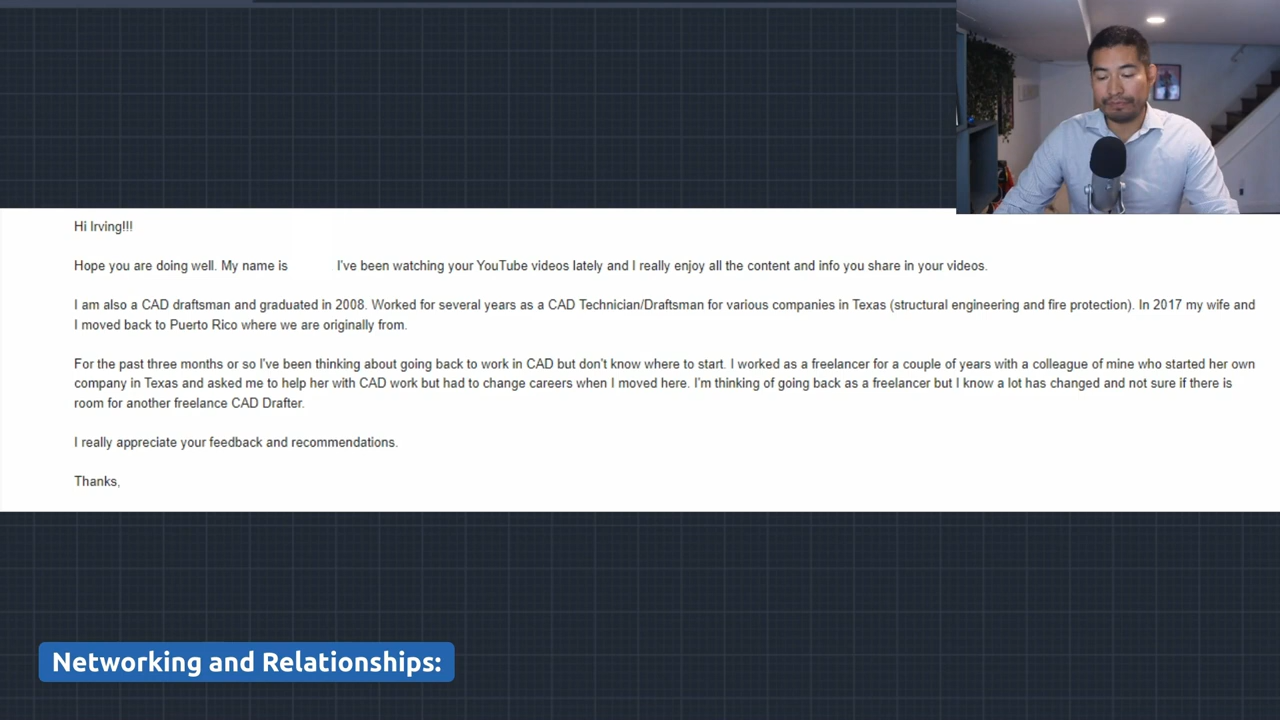 Hi Irving!!!
Hope you are doing well. My name is I've been watching your YouTube videos lately and I really enjoy all the content and info you share in your videos.
I am also a CAD draftsman and graduated in 2008. Worked for several years as a CAD Technician/Draftsman for various companies in Texas (structural engineering and fire protection). In 2017 my wife and
I moved back to Puerto Rico where we are originally from.
For the past three months or so I've been thinking about going back to work in CAD but don't know where to start. I worked as a freelancer for a couple of years with a colleague of mine who started her own
company in Texas and asked me to help her with CAD work but had to change careers when I moved here. I'm thinking of going back as a freelancer but I know a lot has changed and not sure if there is
room for another freelance CAD Drafter.
I really appreciate your feedback and recommendations.
Thanks,
Networking and Relationships: